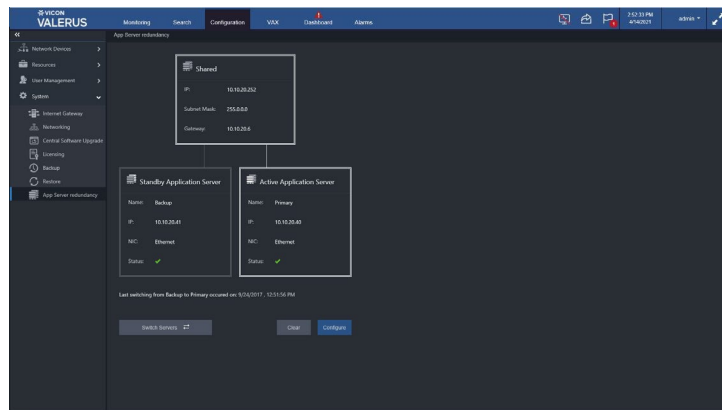 VICON
VALERUS
Monitoring Search Configuration VAX Dashboard Alarms
2:52:33 PM
4/14/2021
admin
App Server redundancy
Network Devices
Resources
User Management
System
Internet Gateway
Networking
Central Software Upgrade
Licensing
Backup
Restore
App Server redundancy
Shared
IP: 10.10.20.252
Subnet Mask: 255.0.0.0
Gateway: 10.10.20.6
Standby Application Server
Name: Backup
IP: 10.10.20.41
NIC: Ethernet
Status:
Active Application Server
Name: Primary
IP: 10.10.20.40
NIC: Ethernet
Status:
Last switching from Backup to Primary occured on: 9/24/2017 , 12:51:56 PM
Switch Servers
Clear
Configure